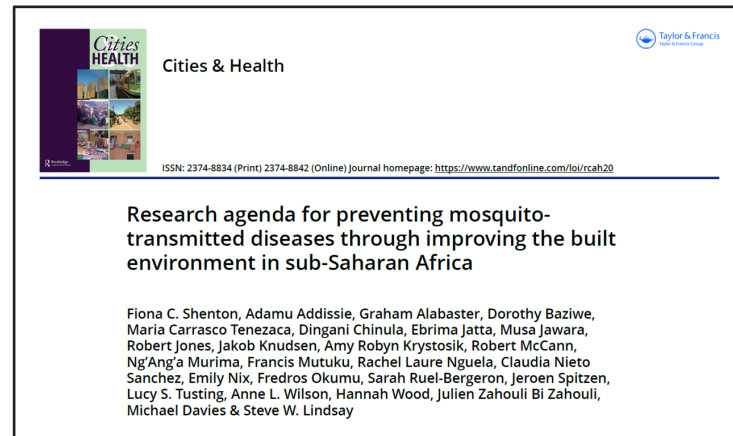 Cities
HEALTH
Routledge
Cities & Health
Taylor & Francis
Taylor & Francis Group
ISSN: 2374-8834 (Print) 2374-8842 (Online) Journal homepage: https://www.tandfonline.com/loi/rcah20
Research agenda for preventing mosquito-
transmitted diseases through improving the built
environment in sub-Saharan Africa
Fiona C. Shenton, Adamu Addissie, Graham Alabaster, Dorothy Baziwe,
Maria Carrasco Tenezaca, Dingani Chinula, Ebrima Jatta, Musa Jawara,
Robert Jones, Jakob Knudsen, Amy Robyn Krystosik, Robert McCann,
Ng’Ang’a Murima, Francis Mutuku, Rachel Laure Nguela, Claudia Nieto
Sanchez, Emily Nix, Fredros Okumu, Sarah Ruel-Bergeron, Jeroen Spitzen,
Lucy S. Tusting, Anne L. Wilson, Hannah Wood, Julien Zahouli Bi Zahouli,
Michael Davies & Steve W. Lindsay